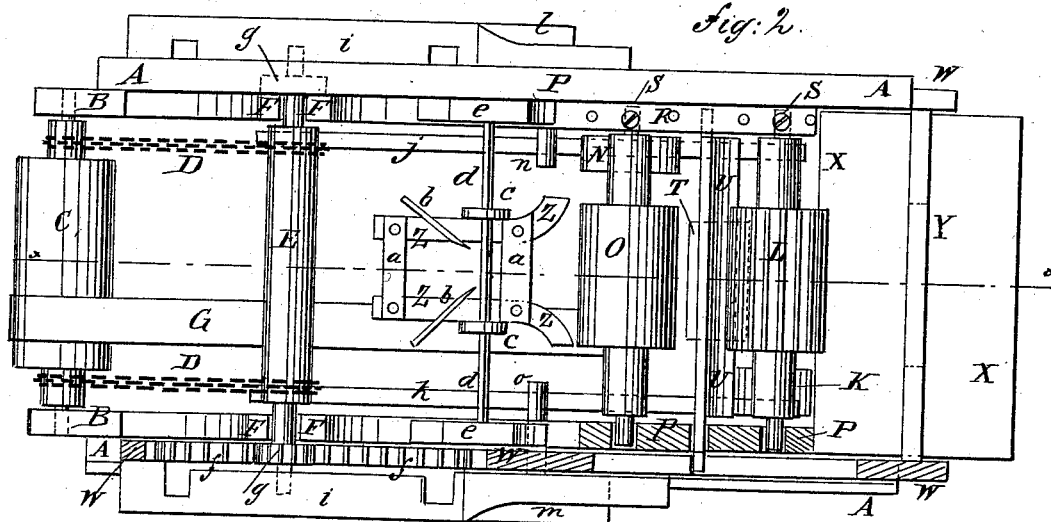 Fig: 2.
l
g i
A P S S A W
B F F e R
j n N X
D d
b c Z U
T
C E Z a a O L Y
Z b Z
G c
D d o U K X
k
B F F e P P
A f g f W
W W
i m A